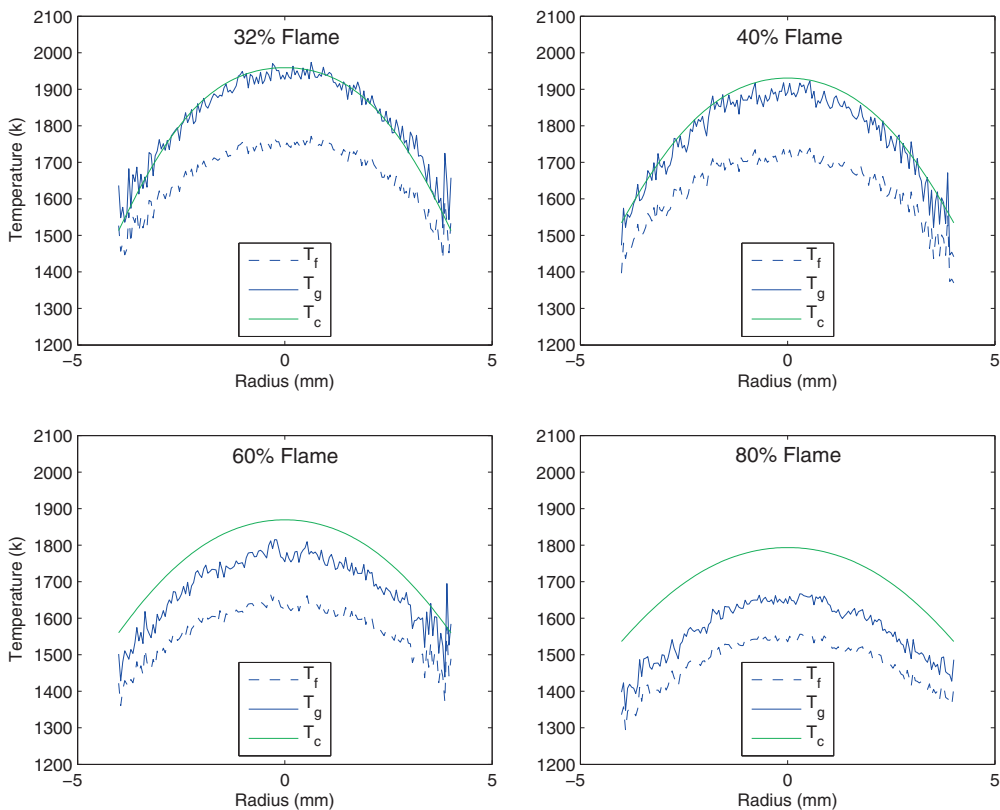 32% Flame
2100
2000
1900
1800
1700
1600
1500
1400
1300
1200
Temperature (k)
−5
0
5
Radius (mm)
T_f
T_g
T_c
40% Flame
2100
2000
1900
1800
1700
1600
1500
1400
1300
1200
−5
0
5
Radius (mm)
T_f
T_g
T_c
60% Flame
2100
2000
1900
1800
1700
1600
1500
1400
1300
1200
Temperature (k)
−5
0
5
Radius (mm)
T_f
T_g
T_c
80% Flame
2100
2000
1900
1800
1700
1600
1500
1400
1300
1200
−5
0
5
Radius (mm)
T_f
T_g
T_c